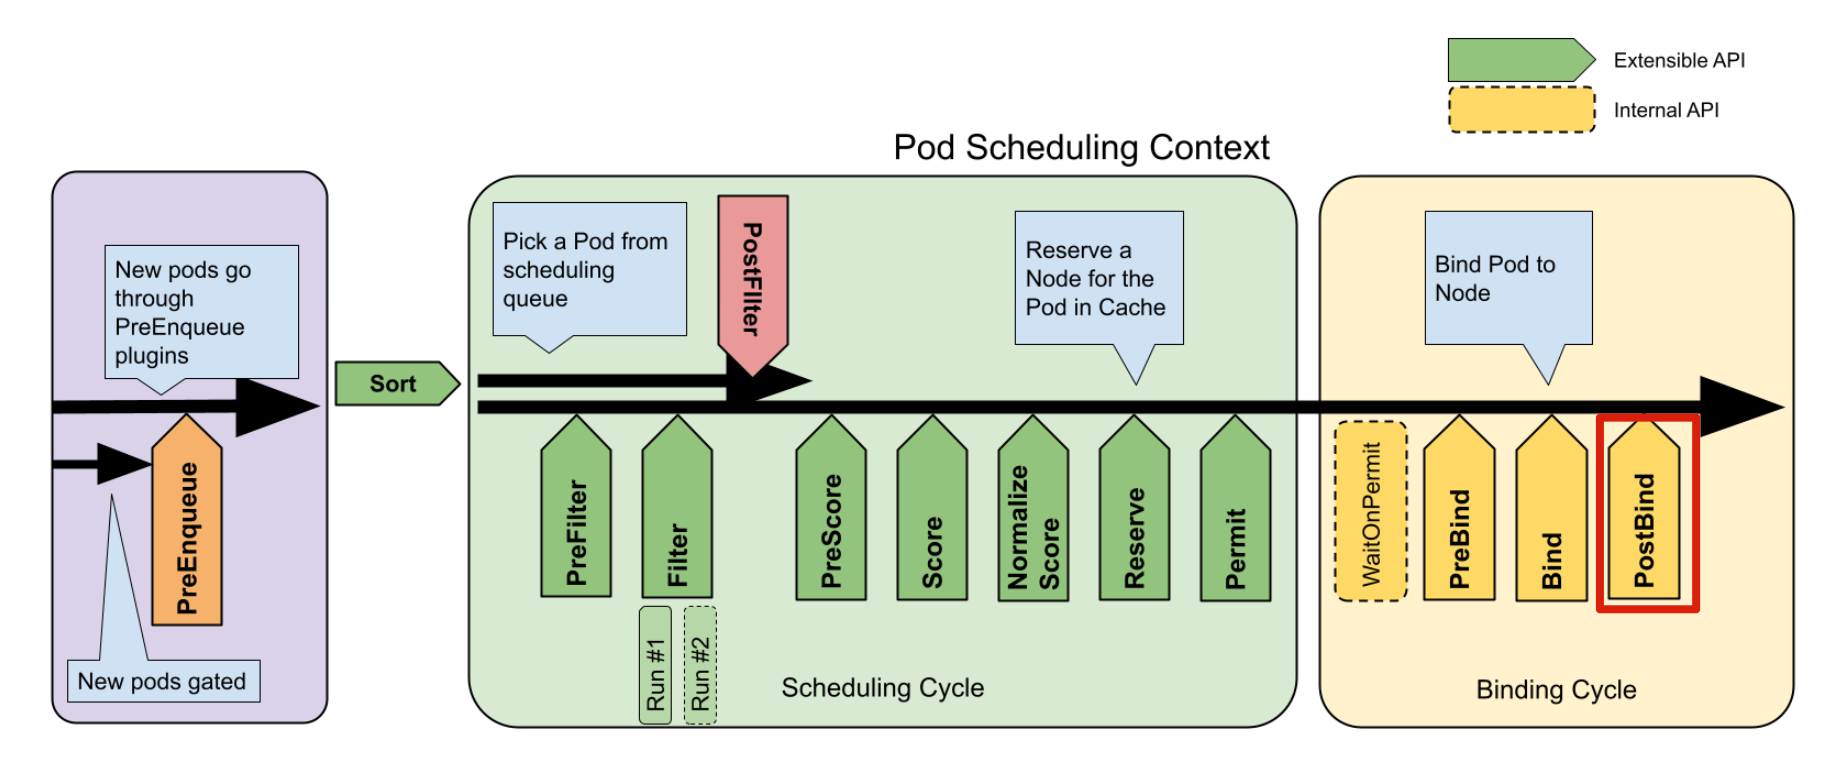 Extensible API
Internal API
Pod Scheduling Context
New pods go
through
PreEnqueue
plugins
PreEnqueue
New pods gated
Sort
Pick a Pod from
scheduling
queue
PostFIlter
Reserve a
Node for the
Pod in Cache
PreFilter
Filter
Run #1
Run #2
PreScore
Score
Normalize
Score
Reserve
Permit
Scheduling Cycle
Bind Pod to
Node
WaitOnPermit
PreBind
Bind
PostBind
Binding Cycle